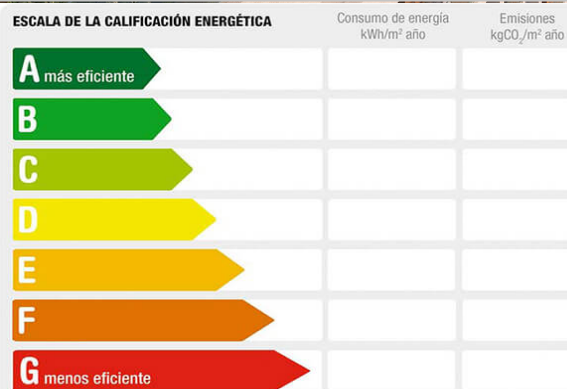 ESCALA DE LA CALIFICACIÓN ENERGÉTICA
Consumo de energía
kWh/m² año
Emisiones
kgCO₂/m² año
A más eficiente
B
C
D
E
F
G menos eficiente